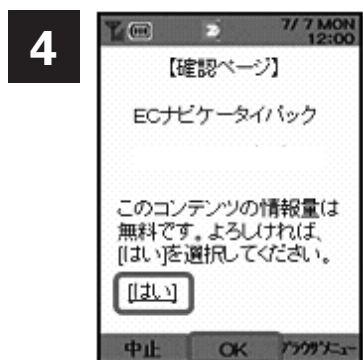 4
7/ 7 MON
12:00
【確認ページ】
ECナビケータイパック
このコンテンツの情報量は
無料です。よろしければ、
[はい]を選択してください。
[はい]
中止 OK ブラウザメニュー